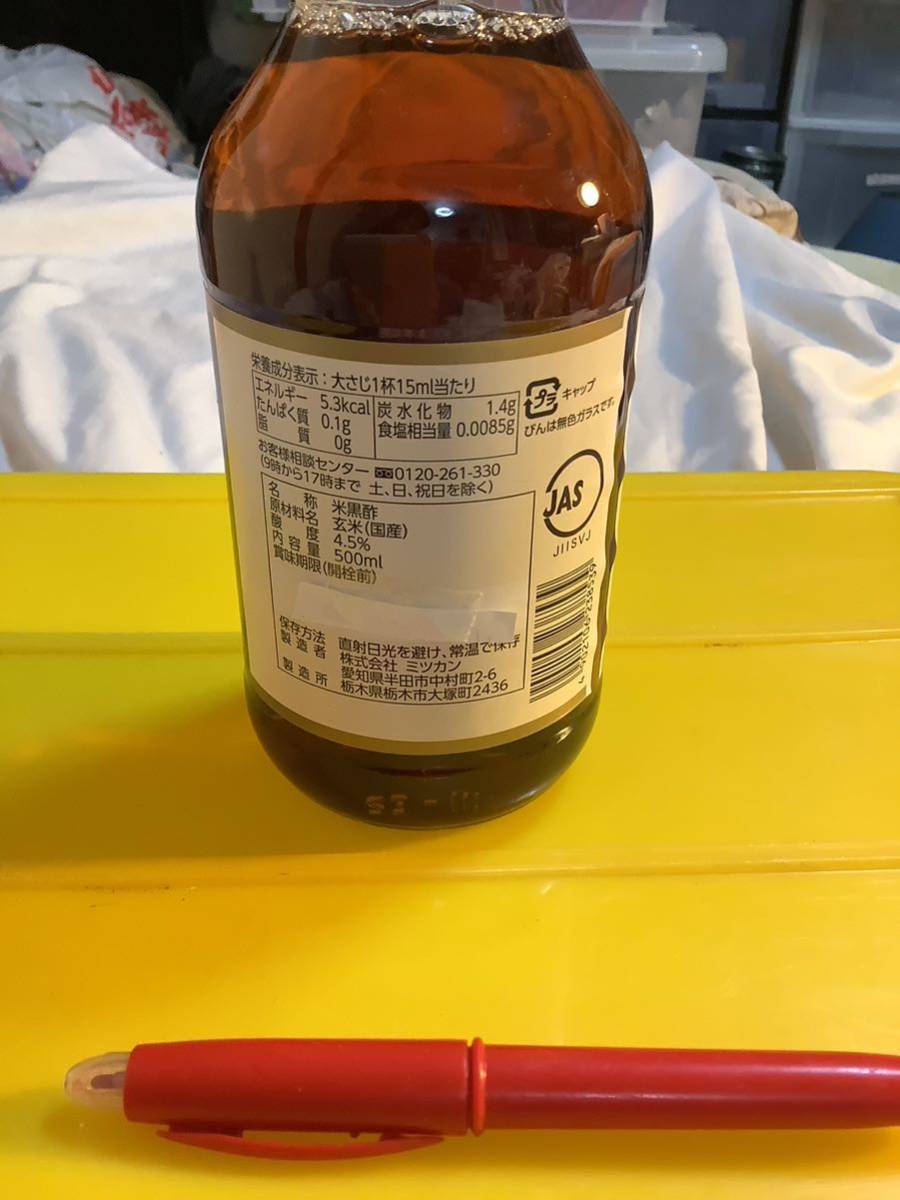 栄養成分表示：大さじ1杯15ml当たり
エネルギー 5.3kcal 炭水化物 1.4g
たんぱく質 0.1g 食塩相当量 0.0085g
脂質 0g
プラ キャップ
びんは無色ガラスです。
お客様相談センター 0120-261-330
(9時から17時まで 土、日、祝日を除く)
名称 米黒酢
原材料名 玄米(国産)
酸度 4.5%
内容量 500ml
賞味期限(開栓前)
保存方法 直射日光を避け、常温で保存
製造者 株式会社 ミツカン
愛知県半田市中村町2-6
製造所 栃木県栃木市大塚町2436
JAS
JIISVJ
4 902106 258539